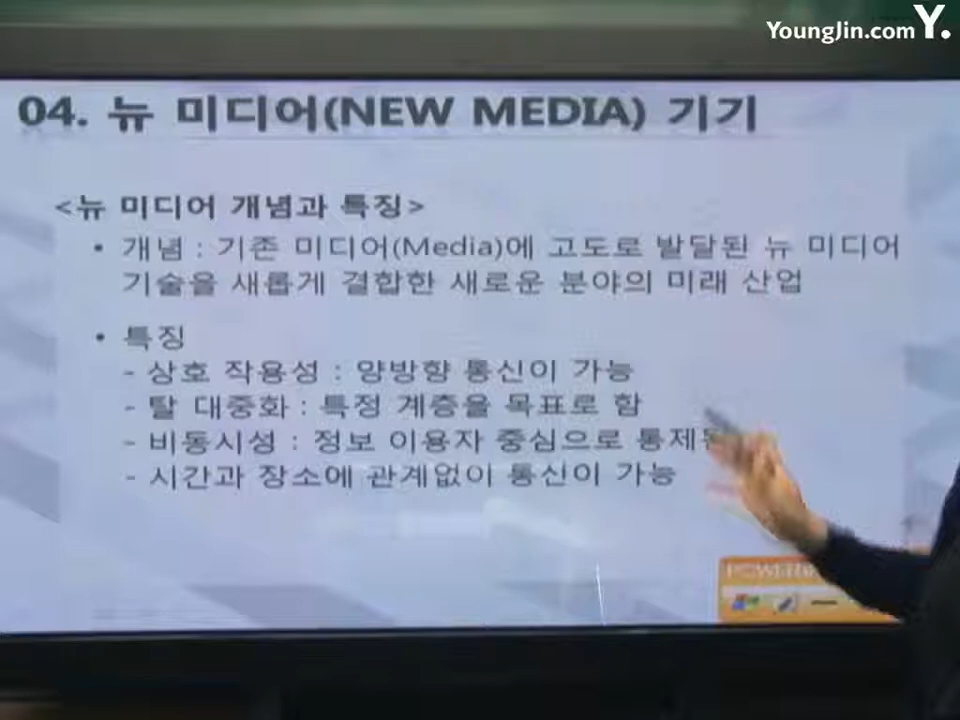 YoungJin.com Y.
04. 뉴 미디어(NEW MEDIA) 기기
<뉴 미디어 개념과 특징>
• 개념 : 기존 미디어(Media)에 고도로 발달된 뉴 미디어
기술을 새롭게 결합한 새로운 분야의 미래 산업
• 특징
- 상호 작용성 : 양방향 통신이 가능
- 탈 대중화 : 특정 계층을 목표로 함
- 비동시성 : 정보 이용자 중심으로
- 시간과 장소에 관계없이 통신이 가능